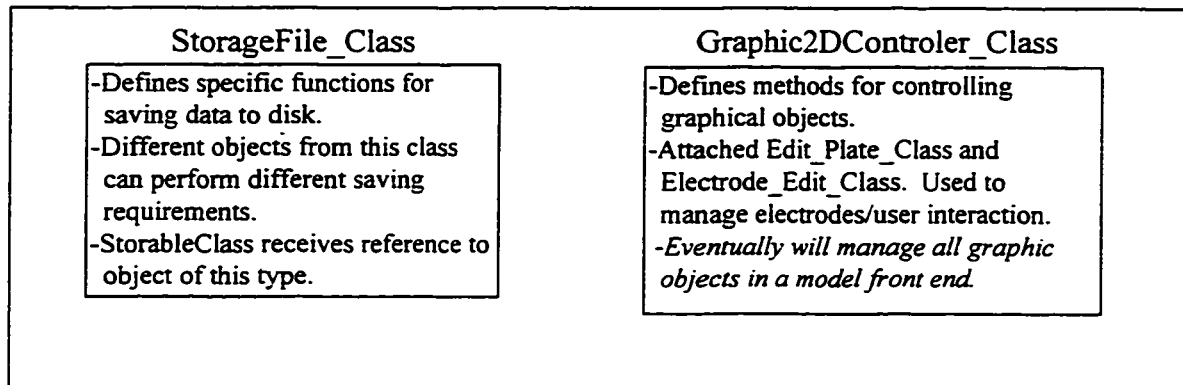 StorageFile_Class
-Defines specific functions for
saving data to disk.
-Different objects from this class
can perform different saving
requirements.
-StorableClass receives reference to
object of this type.
Graphic2DControler_Class
-Defines methods for controlling
graphical objects.
-Attached Edit_Plate_Class and
Electrode_Edit_Class. Used to
manage electrodes/user interaction.
-Eventually will manage all graphic
objects in a model front end.